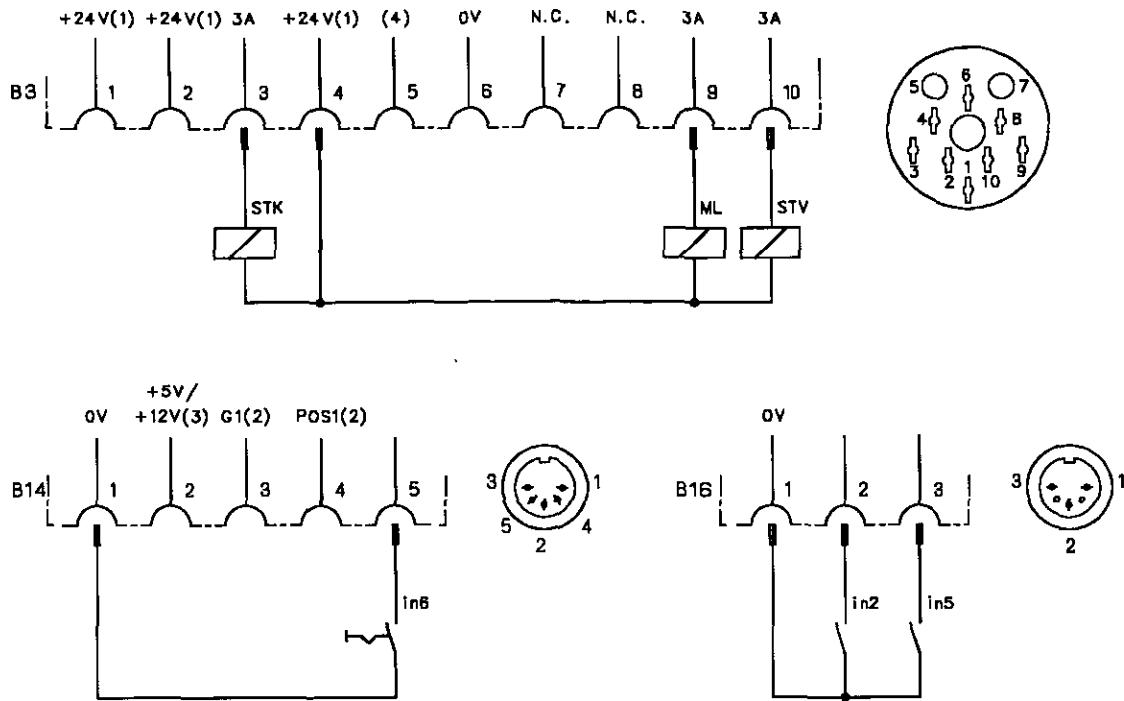 +24V(1) +24V(1) 3A +24V(1) (4) 0V N.C. N.C. 3A 3A
B3 1 2 3 4 5 6 7 8 9 10
STK ML STV
5 6 7
4 8
3 2 1 10 9
+5V/
0V +12V(3) G1(2) POS1(2)
B14 1 2 3 4 5
in6
3 1
5 4
2
0V
B16 1 2 3
in2 in5
3 1
2